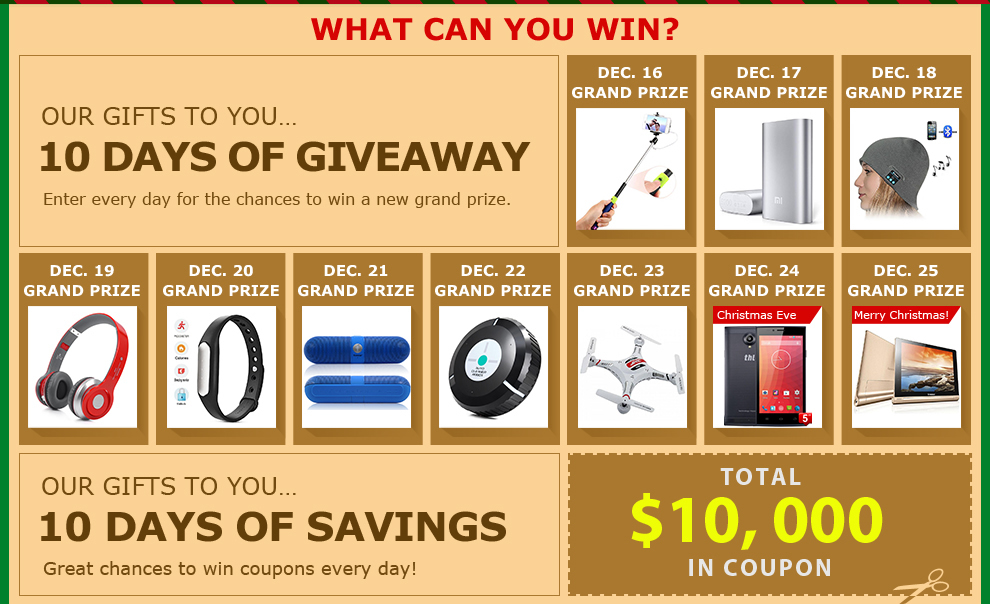 WHAT CAN YOU WIN?
OUR GIFTS TO YOU...
10 DAYS OF GIVEAWAY
Enter every day for the chances to win a new grand prize.
DEC. 16
GRAND PRIZE
DEC. 17
GRAND PRIZE
MI
DEC. 18
GRAND PRIZE
DEC. 19
GRAND PRIZE
DEC. 20
GRAND PRIZE
Calories
DEC. 21
GRAND PRIZE
DEC. 22
GRAND PRIZE
DEC. 23
GRAND PRIZE
DEC. 24
GRAND PRIZE
Christmas Eve
thl
5
DEC. 25
GRAND PRIZE
Merry Christmas!
OUR GIFTS TO YOU...
10 DAYS OF SAVINGS
Great chances to win coupons every day!
TOTAL
$10, 000
IN COUPON